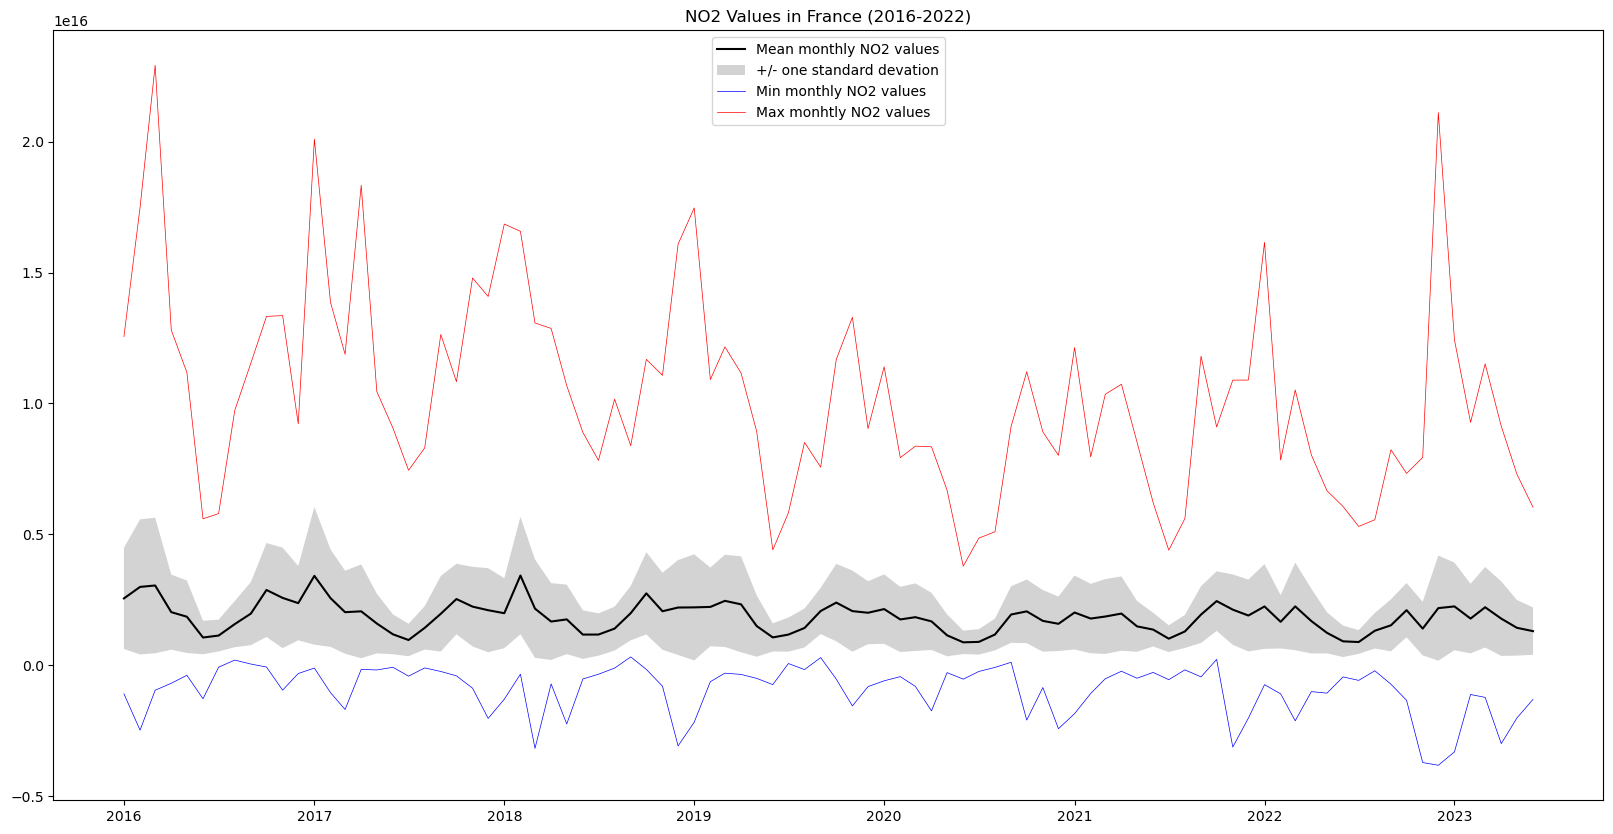 NO2 Values in France (2016-2022)
1e16
Mean monthly NO2 values
+/- one standard devation
Min monthly NO2 values
Max monhtly NO2 values
2.0
1.5
1.0
0.5
0.0
−0.5
2016 2017 2018 2019 2020 2021 2022 2023